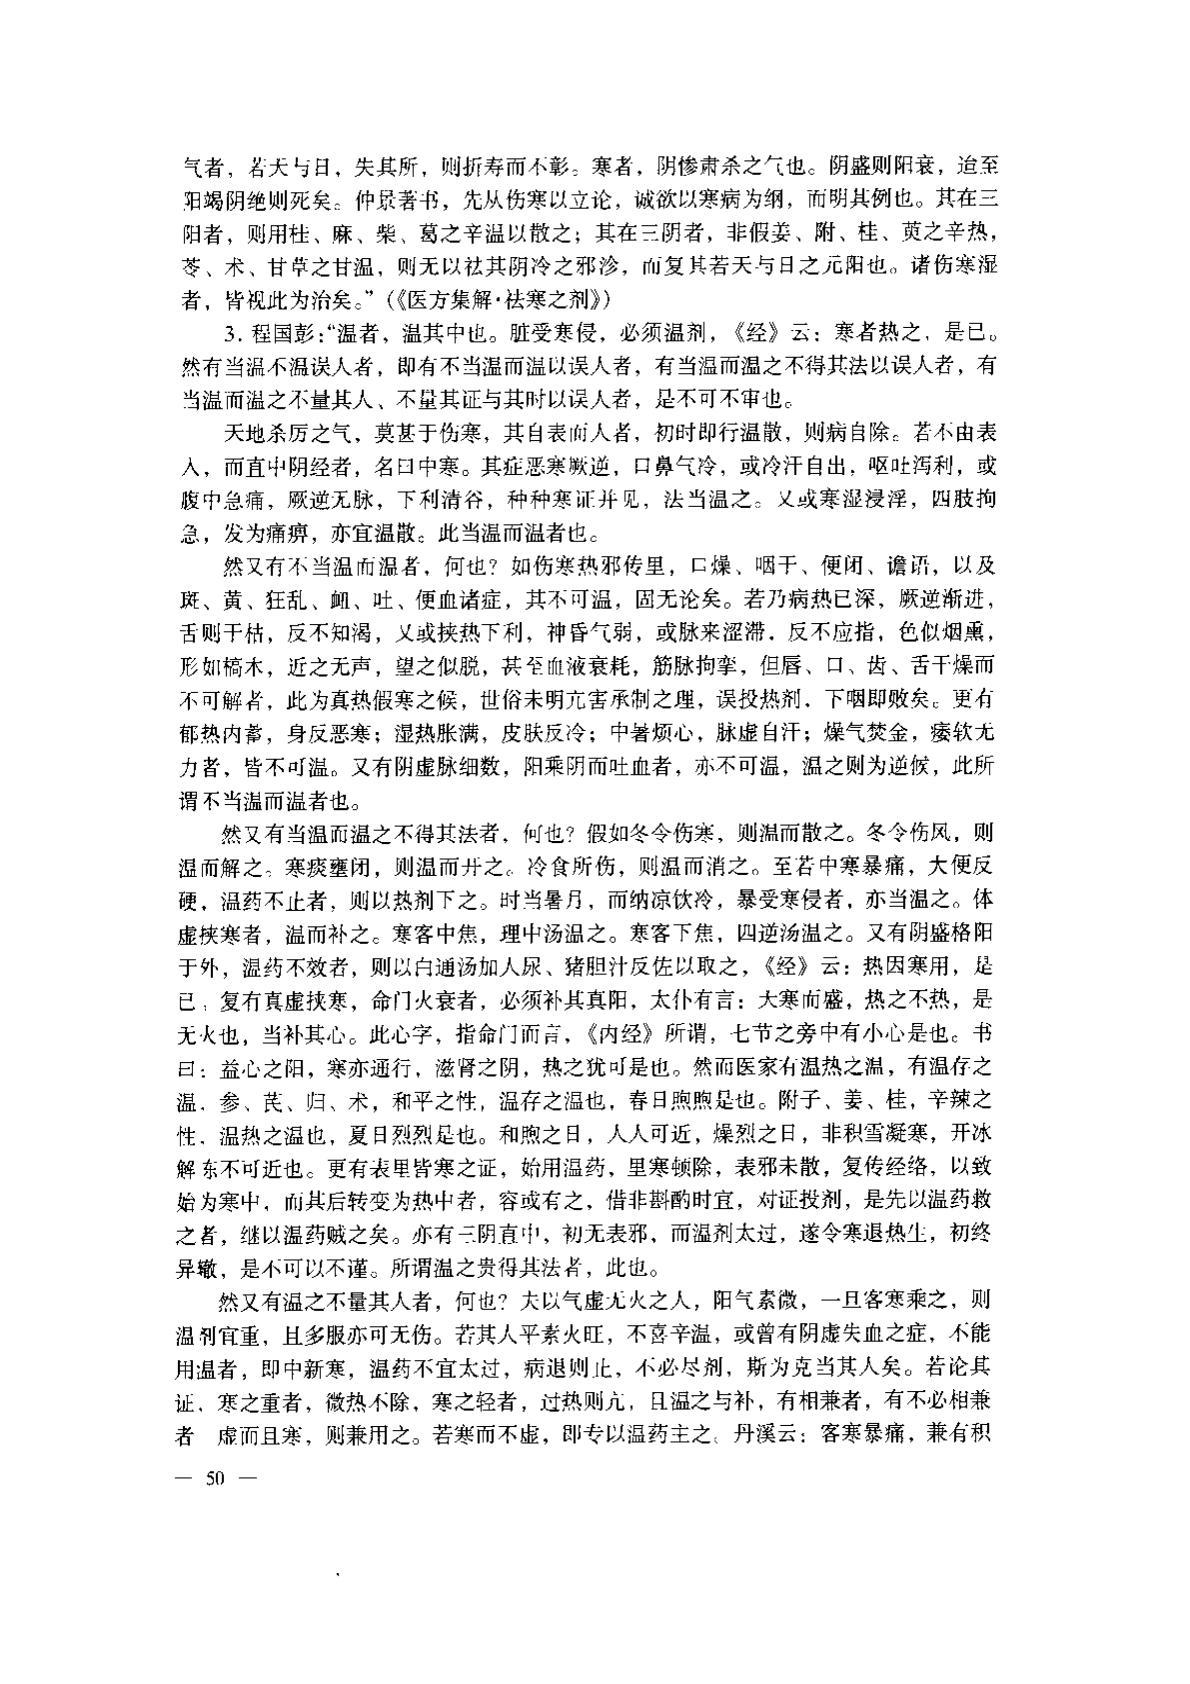 气者，若天与日，失其所，则折寿而不彰。寒者，阴惨肃杀之气也。阴盛则阳衰，迨至
阳竭阴绝则死矣。仲景著书，先从伤寒以立论，诚欲以寒病为纲，而明其例也。其在三
阳者，则用桂、麻、柴、葛之辛温以散之；其在三阴者，非假姜、附、桂、萸之辛热，
苓、术、甘草之甘温，则无以祛其阴冷之邪沴，而复其若天与日之元阳也。诸伤寒湿
者，皆视此为治矣。”（《医方集解·祛寒之剂》）
3. 程国彭：“温者，温其中也。脏受寒侵，必须温剂，《经》云：寒者热之，是已。
然有当温不温误人者，即有不当温而温以误人者，有当温而温之不得其法以误人者，有
当温而温之不量其人、不量其证与其时以误人者，是不可不审也。
天地杀厉之气，莫甚于伤寒，其自表而人者，初时即行温散，则病自除。若不由表
入，而直中阴经者，名曰中寒。其症恶寒厥逆，口鼻气冷，或冷汗自出，呕吐泻利，或
腹中急痛，厥逆无脉，下利清谷，种种寒证并见，法当温之。又或寒湿浸淫，四肢拘
急，发为痛痹，亦宜温散。此当温而温者也。
然又有不当温而温者，何也？如伤寒热邪传里，口燥、咽干、便闭、谵语，以及
斑、黄、狂乱、衄、吐、便血诸症，其不可温，固无论矣。若乃病热已深，厥逆渐进，
舌则干枯，反不知渴，又或挟热下利，神昏气弱，或脉来涩滞，反不应指，色似烟熏，
形如槁木，近之无声，望之似脱，甚至血液衰耗，筋脉拘挛，但唇、口、齿、舌干燥而
不可解者，此为真热假寒之候，世俗未明亢害承制之理，误投热剂，下咽即败矣。更有
郁热内蓄，身反恶寒；湿热胀满，皮肤反冷；中暑烦心，脉虚自汗；燥气焚金，痿软无
力者，皆不可温。又有阴虚脉细数，阳乘阴而吐血者，亦不可温，温之则为逆候，此所
谓不当温而温者也。
然又有当温而温之不得其法者，何也？假如冬令伤寒，则温而散之。冬令伤风，则
温而解之。寒痰壅闭，则温而开之。冷食所伤，则温而消之。至若中寒暴痛，大便反
硬，温药不止者，则以热剂下之。时当暑月，而纳凉饮冷，暴受寒侵者，亦当温之。体
虚挟寒者，温而补之。寒客中焦，理中汤温之。寒客下焦，四逆汤温之。又有阴盛格阳
于外，温药不效者，则以白通汤加人尿、猪胆汁反佐以取之，《经》云：热因寒用，是
已。复有真虚挟寒，命门火衰者，必须补其真阳，太仆有言：大寒而盛，热之不热，是
无火也，当补其心。此心字，指命门而言，《内经》所谓，七节之旁中有小心是也。书
曰：益心之阳，寒亦通行，滋肾之阴，热之犹可是也。然而医家有温热之温，有温存之
温，参、芪、归、术，和平之性，温存之温也，春日煦煦是也。附子、姜、桂，辛辣之
性，温热之温也，夏日烈烈是也。和煦之日，人人可近，燥烈之日，非积雪凝寒，开冰
解东不可近也。更有表里皆寒之证，始用温药，里寒顿除，表邪未散，复传经络，以致
始为寒中，而其后转变为热中者，容或有之，借非斟酌时宜，对证投剂，是先以温药救
之者，继以温药贼之矣。亦有三阴直中，初无表邪，而温剂太过，遂令寒退热生，初终
异辙，是不可以不谨。所谓温之贵得其法者，此也。
然又有温之不量其人者，何也？夫以气虚无火之人，阳气素微，一旦客寒乘之，则
温剂宜重，且多服亦可无伤。若其人平素火旺，不喜辛温，或曾有阴虚失血之症，不能
用温者，即中新寒，温药不宜太过，病退则止，不必尽剂，斯为克当其人矣。若论其
证，寒之重者，微热不除，寒之轻者，过热则亢，且温之与补，有相兼者，有不必相兼
者 虚而且寒，则兼用之。若寒而不虚，即专以温药主之。丹溪云：客寒暴痛，兼有积
— 50 —